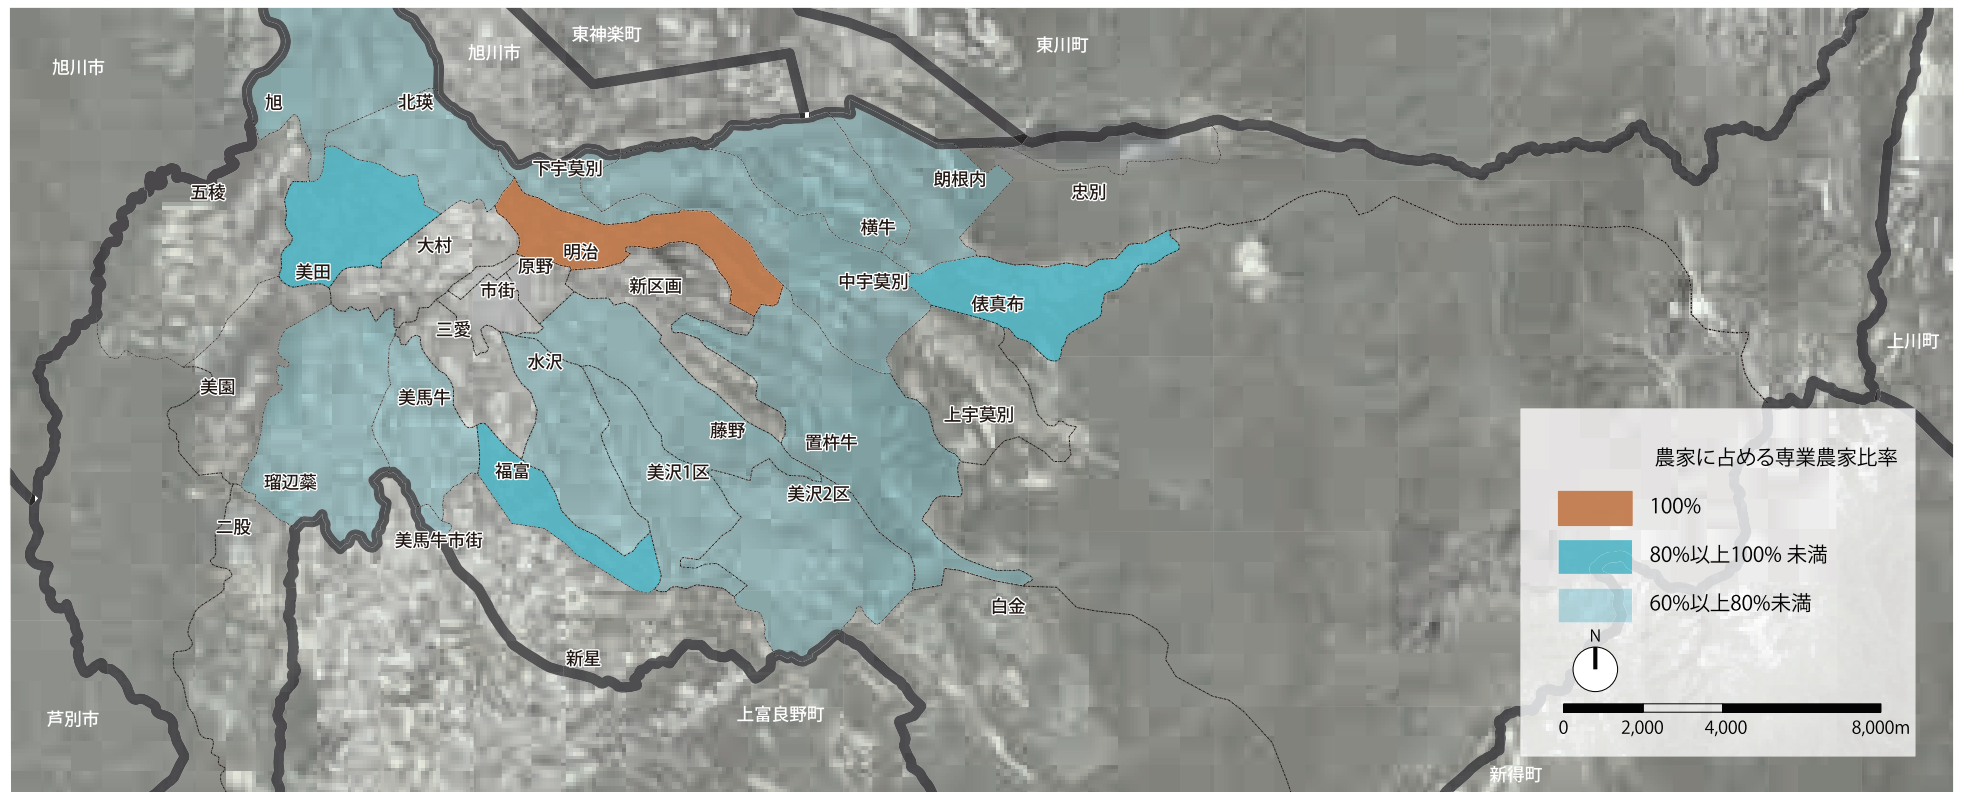 東神楽町
東川町
旭川市
旭川市
旭
北瑛
下宇莫別
朗根内
忠別
五稜
横牛
大村
明治
原野
美田
新区画
中宇莫別
市街
俵真布
三愛
上川町
水沢
美園
美馬牛
上宇莫別
藤野
置杵牛
福富
美沢1区
瑠辺蘂
美沢2区
二股
美馬牛市街
白金
新星
上富良野町
芦別市
新得町
農家に占める専業農家比率
100%
80%以上100% 未満
60%以上80%未満
N
0 2,000 4,000 8,000m